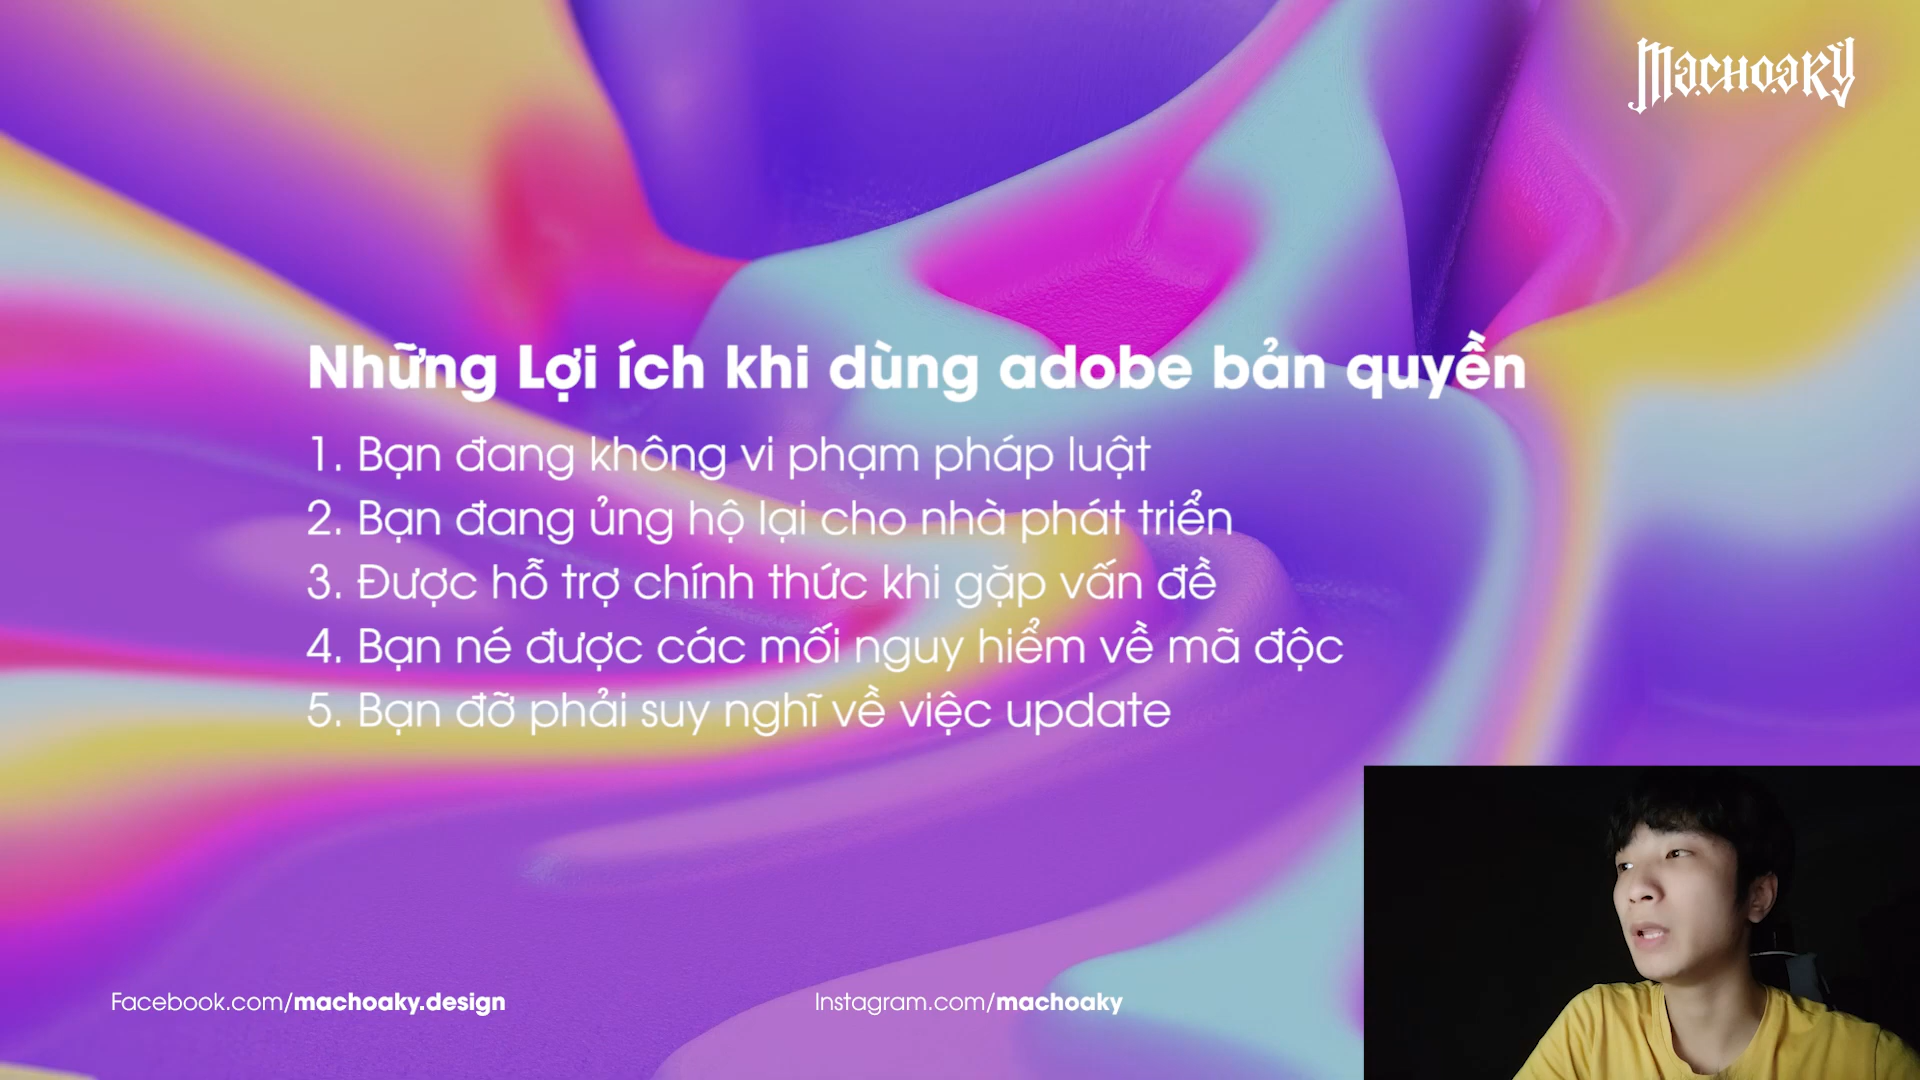 Machoaky
Những Lợi ích khi dùng adobe bản quyền
1. Bạn đang không vi phạm pháp luật
2. Bạn đang ủng hộ lại cho nhà phát triển
3. Được hỗ trợ chính thức khi gặp vấn đề
4. Bạn né được các mối nguy hiểm về mã độc
5. Bạn đỡ phải suy nghĩ về việc update
Facebook.com/machoaky.design
Instagram.com/machoaky